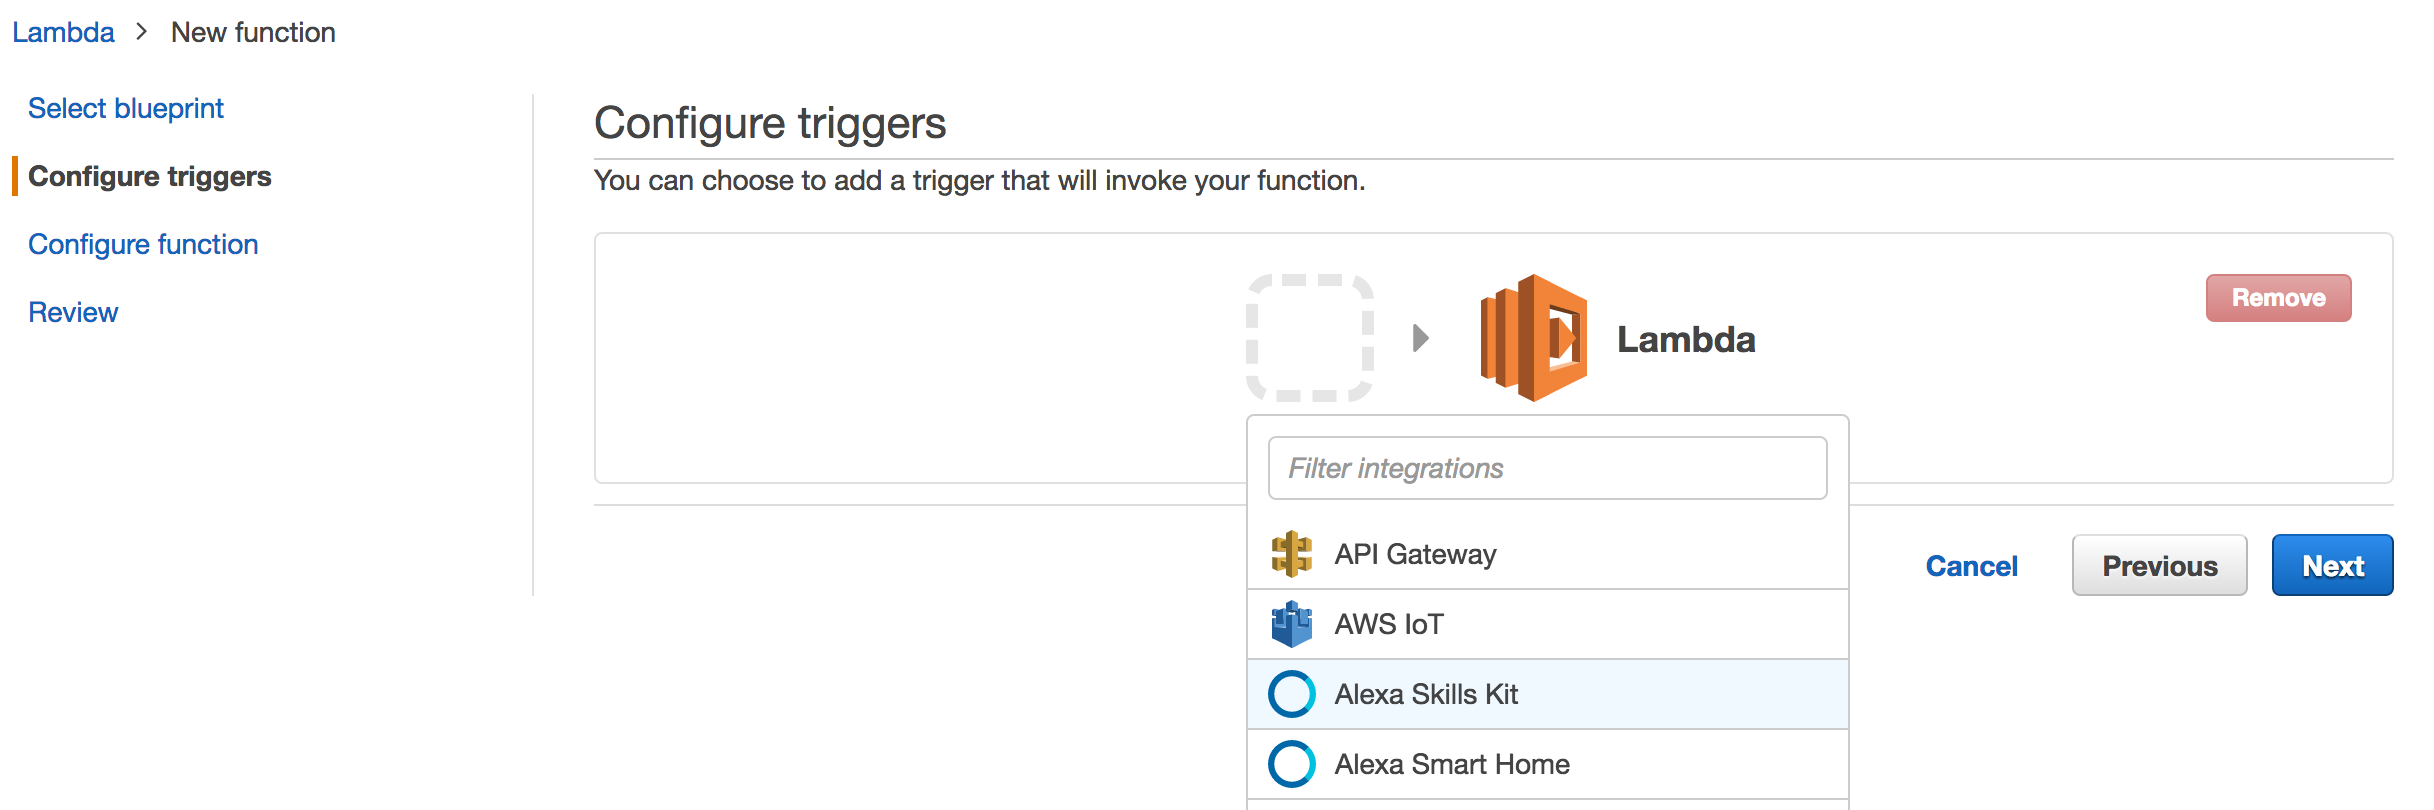 Lambda > New function
Select blueprint
Configure triggers
Configure function
Review
Configure triggers
You can choose to add a trigger that will invoke your function.
Lambda
Remove
Filter integrations
API Gateway
AWS IoT
Alexa Skills Kit
Alexa Smart Home
Cancel
Previous
Next